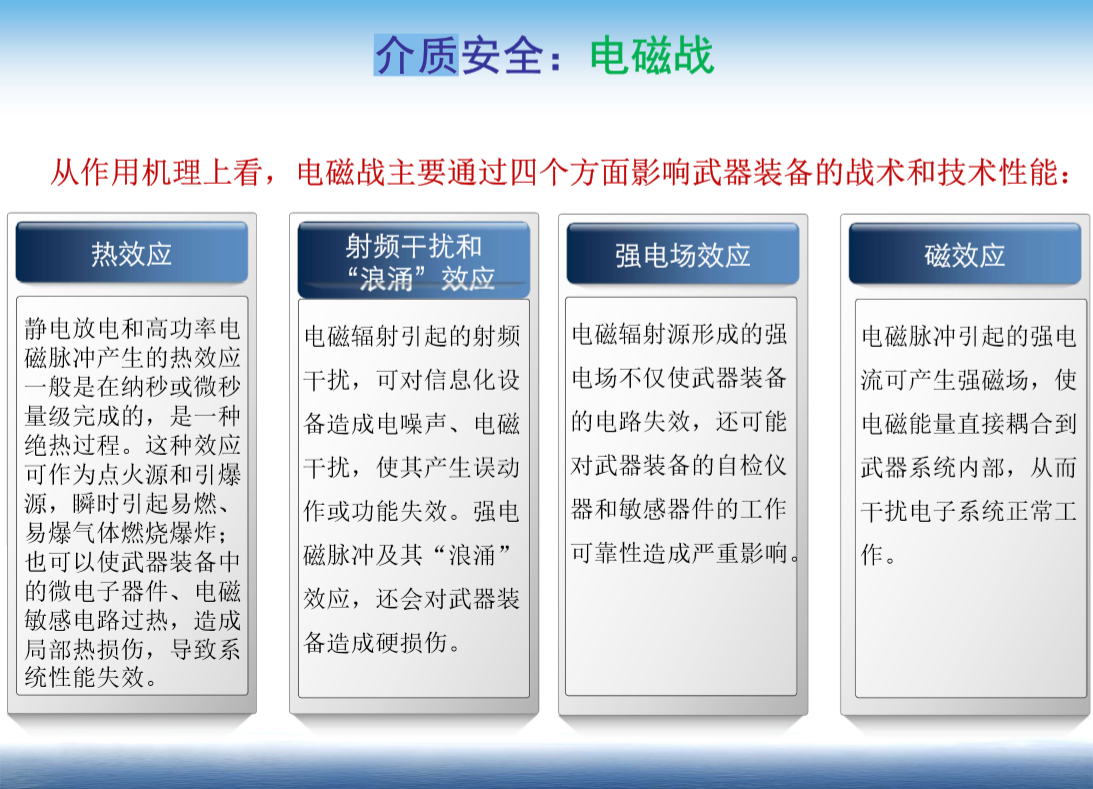 介质安全：电磁战
从作用机理上看，电磁战主要通过四个方面影响武器装备的战术和技术性能：
热效应
静电放电和高功率电
磁脉冲产生的热效应
一般是在纳秒或微秒
量级完成的，是一种
绝热过程。这种效应
可作为点火源和引爆
源，瞬时引起易燃、
易爆气体燃烧爆炸；
也可以使武器装备中
的微电子器件、电磁
敏感电路过热，造成
局部热损伤，导致系
统性能失效。
射频干扰和
“浪涌”效应
电磁辐射引起的射频
干扰，可对信息化设
备造成电噪声、电磁
干扰，使其产生误动
作或功能失效。强电
磁脉冲及其“浪涌”
效应，还会对武器装
备造成硬损伤。
强电场效应
电磁辐射源形成的强
电场不仅使武器装备
的电路失效，还可能
对武器装备的自检仪
器和敏感器件的工作
可靠性造成严重影响。
磁效应
电磁脉冲引起的强电
流可产生强磁场，使
电磁能量直接耦合到
武器系统内部，从而
干扰电子系统正常工
作。